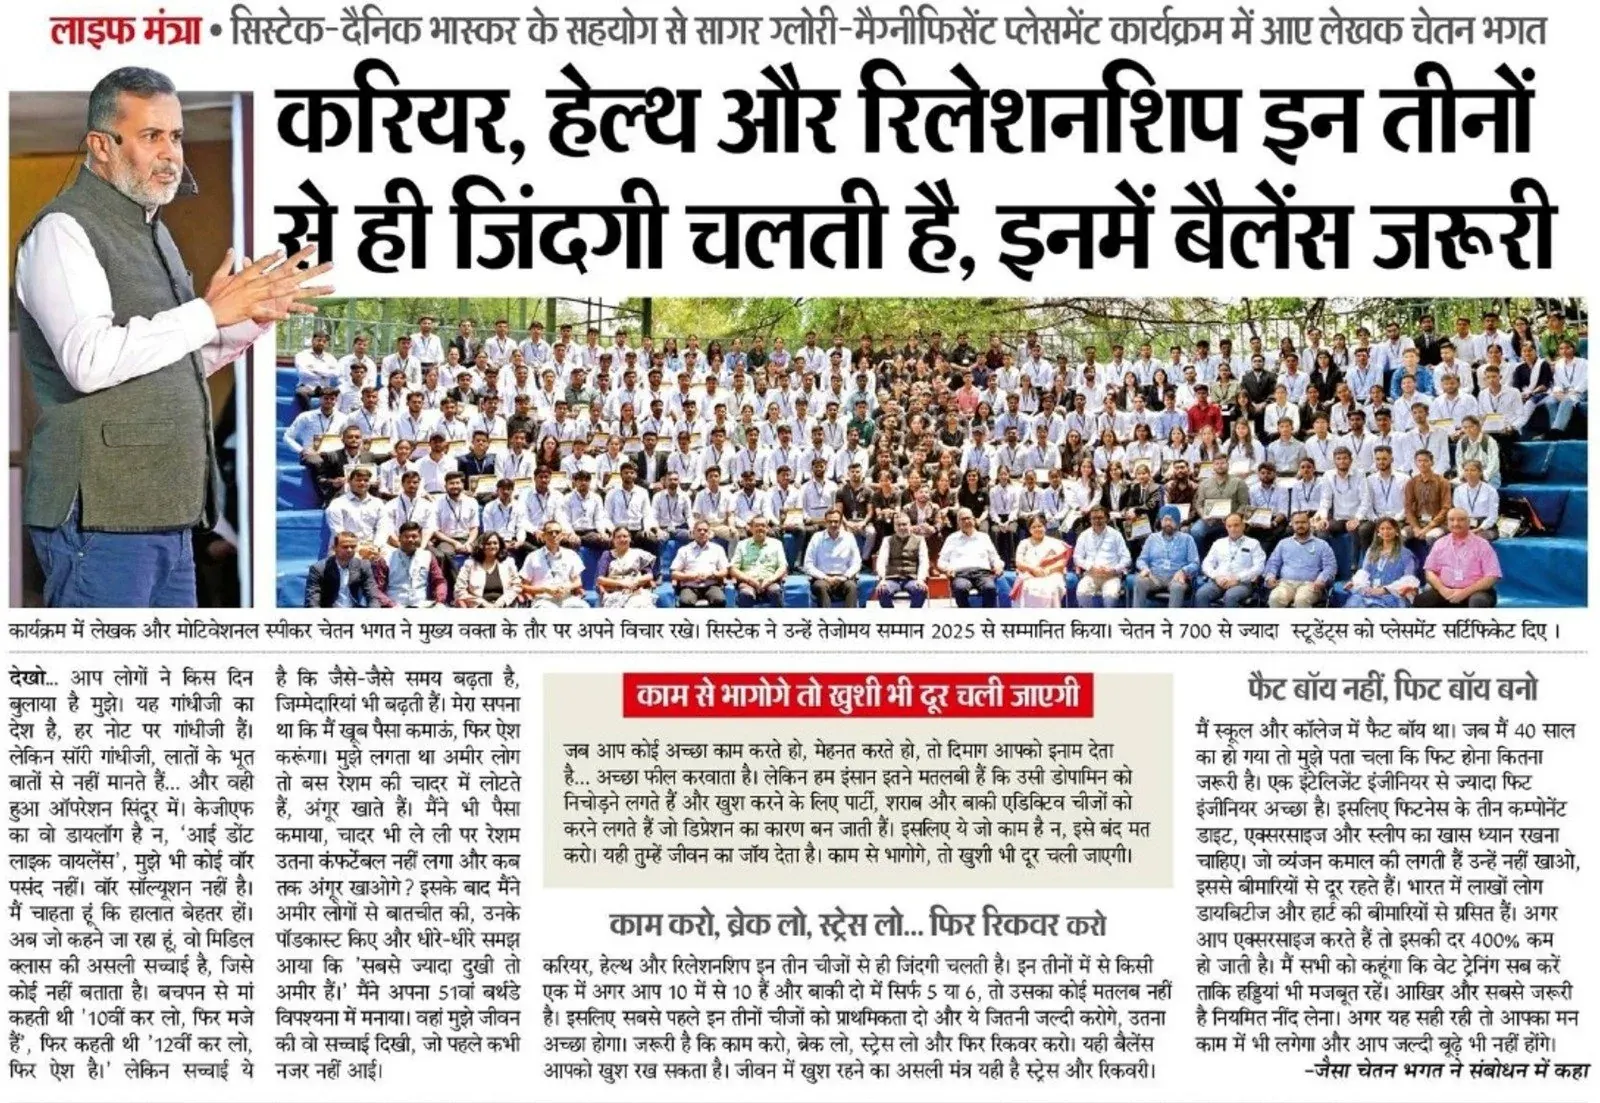 लाइफ मंत्रा • सिस्टेक-दैनिक भास्कर के सहयोग से सागर ग्लोरी-मैग्नीफिसेंट प्लेसमेंट कार्यक्रम में आए लेखक चेतन भगत
करियर, हेल्थ और रिलेशनशिप इन तीनों
से ही जिंदगी चलती है, इनमें बैलेंस जरूरी
कार्यक्रम में लेखक और मोटिवेशनल स्पीकर चेतन भगत ने मुख्य वक्ता के तौर पर अपने विचार रखे। सिस्टेक ने उन्हें तेजोमय सम्मान 2025 से सम्मानित किया। चेतन ने 700 से ज्यादा स्टूडेंट्स को प्लेसमेंट सर्टिफिकेट दिए ।
देखो... आप लोगों ने किस दिन
बुलाया है मुझे। यह गांधीजी का
देश है, हर नोट पर गांधीजी हैं।
लेकिन सॉरी गांधीजी, लातों के भूत
बातों से नहीं मानते हैं... और वही
हुआ ऑपरेशन सिंदूर में। केजीएफ
का वो डायलॉग है न, 'आई डोंट
लाइक वायलेंस', मुझे भी कोई वॉर
पसंद नहीं। वॉर सॉल्यूशन नहीं है।
मैं चाहता हूं कि हालात बेहतर हों।
अब जो कहने जा रहा हूं, वो मिडिल
क्लास की असली सच्चाई है, जिसे
कोई नहीं बताता है। बचपन से मां
कहती थी '10वीं कर लो, फिर मजे
हैं', फिर कहती थी '12वीं कर लो,
फिर ऐश है।' लेकिन सच्चाई ये
है कि जैसे-जैसे समय बढ़ता है,
जिम्मेदारियां भी बढ़ती हैं। मेरा सपना
था कि मैं खूब पैसा कमाऊं, फिर ऐश
करूंगा। मुझे लगता था अमीर लोग
तो बस रेशम की चादर में लोटते
हैं, अंगूर खाते हैं। मैंने भी पैसा
कमाया, चादर भी ले ली पर रेशम
उतना कंफर्टेबल नहीं लगा और कब
तक अंगूर खाओगे? इसके बाद मैंने
अमीर लोगों से बातचीत की, उनके
पॉडकास्ट किए और धीरे-धीरे समझ
आया कि 'सबसे ज्यादा दुखी तो
अमीर हैं।' मैंने अपना 51वां बर्थडे
विपश्यना में मनाया। वहां मुझे जीवन
की वो सच्चाई दिखी, जो पहले कभी
नजर नहीं आई।
काम से भागोगे तो खुशी भी दूर चली जाएगी
जब आप कोई अच्छा काम करते हो, मेहनत करते हो, तो दिमाग आपको इनाम देता
है... अच्छा फील करवाता है। लेकिन हम इंसान इतने मतलबी हैं कि उसी डोपामिन को
निचोड़ने लगते हैं और खुश करने के लिए पार्टी, शराब और बाकी एडिक्टिव चीजों को
करने लगते हैं जो डिप्रेशन का कारण बन जाती हैं। इसलिए ये जो काम है न, इसे बंद मत
करो। यही तुम्हें जीवन का जॉय देता है। काम से भागोगे, तो खुशी भी दूर चली जाएगी।
काम करो, ब्रेक लो, स्ट्रेस लो... फिर रिकवर करो
करियर, हेल्थ और रिलेशनशिप इन तीन चीजों से ही जिंदगी चलती है। इन तीनों में से किसी
एक में अगर आप 10 में से 10 हैं और बाकी दो में सिर्फ 5 या 6, तो उसका कोई मतलब नहीं
है। इसलिए सबसे पहले इन तीनों चीजों को प्राथमिकता दो और ये जितनी जल्दी करोगे, उतना
अच्छा होगा। जरूरी है कि काम करो, ब्रेक लो, स्ट्रेस लो और फिर रिकवर करो। यही बैलेंस
आपको खुश रख सकता है। जीवन में खुश रहने का असली मंत्र यही है स्ट्रेस और रिकवरी।
फैट बॉय नहीं, फिट बॉय बनो
मैं स्कूल और कॉलेज में फैट बॉय था। जब मैं 40 साल
का हो गया तो मुझे पता चला कि फिट होना कितना
जरूरी है। एक इंटेलिजेंट इंजीनियर से ज्यादा फिट
इंजीनियर अच्छा है। इसलिए फिटनेस के तीन कम्पोनेंट
डाइट, एक्सरसाइज और स्लीप का खास ध्यान रखना
चाहिए। जो व्यंजन कमाल की लगती हैं उन्हें नहीं खाओ,
इससे बीमारियों से दूर रहते हैं। भारत में लाखों लोग
डायबिटीज और हार्ट की बीमारियों से ग्रसित हैं। अगर
आप एक्सरसाइज करते हैं तो इसकी दर 400% कम
हो जाती है। मैं सभी को कहूंगा कि वेट ट्रेनिंग सब करें
ताकि हड्डियां भी मजबूत रहें। आखिर और सबसे जरूरी
है नियमित नींद लेना। अगर यह सही रही तो आपका मन
काम में भी लगेगा और आप जल्दी बूढ़े भी नहीं होंगे।
-जैसा चेतन भगत ने संबोधन में कहा